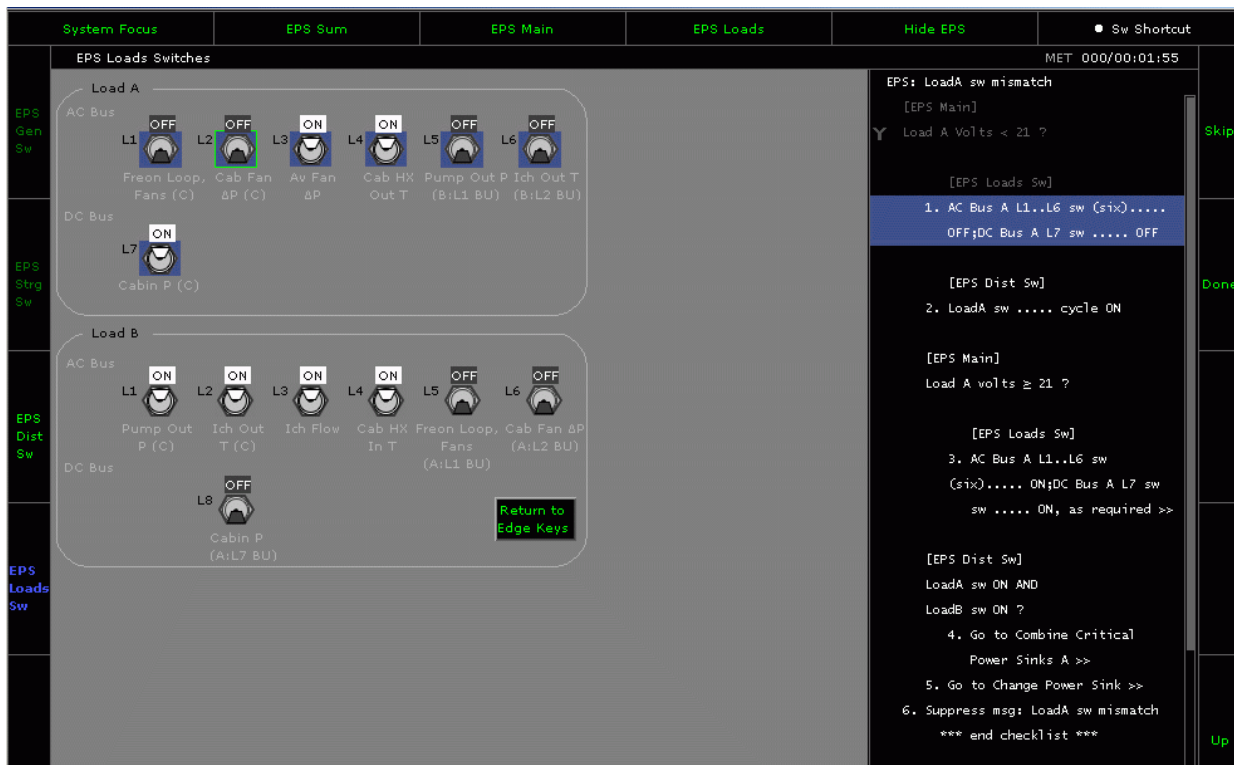 System Focus
EPS Sum
EPS Main
EPS Loads
Hide EPS
Sw Shortcut
EPS Loads Switches
MET 000/00:01:55
EPS
Gen
Sw
EPS
Strg
Sw
EPS
Dist
Sw
EPS
Loads
Sw
Load A
AC Bus
OFF OFF ON ON OFF OFF
L1 L2 L3 L4 L5 L6
Freon Loop, Cab Fan Av Fan Cab HX Pump Out P Ich Out T
Fans (C) ΔP (C) ΔP Out T (B:L1 BU) (B:L2 BU)
DC Bus
ON
L7
Cabin P (C)
Load B
AC Bus
ON ON ON ON OFF OFF
L1 L2 L3 L4 L5 L6
Pump Out Ich Out Ich Flow Cab HX Freon Loop, Cab Fan ΔP
P (C) T (C) In T Fans (A:L2 BU)
(A:L1 BU)
DC Bus
OFF
L8
Cabin P
(A:L7 BU)
Return to
Edge Keys
EPS: LoadA sw mismatch
[EPS Main]
Y Load A Volts < 21 ?
[EPS Loads Sw]
1. AC Bus A L1..L6 sw (six).....
OFF;DC Bus A L7 sw ..... OFF
[EPS Dist Sw]
2. LoadA sw ..... cycle ON
[EPS Main]
Load A volts ≥ 21 ?
[EPS Loads Sw]
3. AC Bus A L1..L6 sw
(six)..... ON;DC Bus A L7 sw
sw ..... ON, as required >>
[EPS Dist Sw]
LoadA sw ON AND
LoadB sw ON ?
4. Go to Combine Critical
Power Sinks A >>
5. Go to Change Power Sink >>
6. Suppress msg: LoadA sw mismatch
*** end checklist ***
Skip
Done
Up